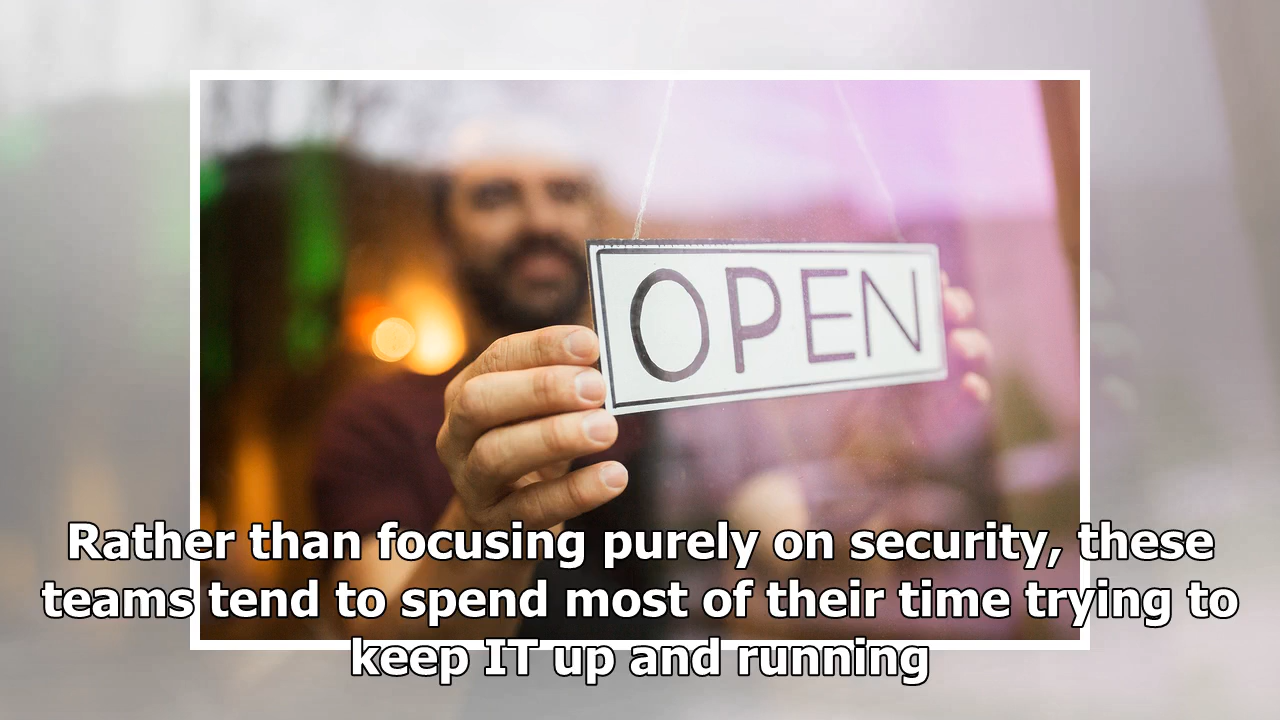 OPEN
Rather than focusing purely on security, these
teams tend to spend most of their time trying to
keep IT up and running